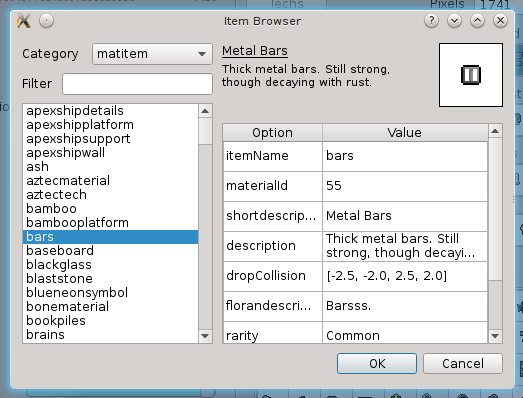 Techs
Pixels 1741
Item Browser
Category matitem
Filter
Metal Bars
Thick metal bars. Still strong,
though decaying with rust.
apexshipdetails
apexshipplatform
apexshipsupport
apexshipwall
ash
aztecmaterial
aztectech
bamboo
bambooplatform
bars
baseboard
blackglass
blaststone
blueneonsymbol
bonematerial
bookpiles
brains
Option Value
itemName bars
materialId 55
shortdescrip... Metal Bars
description Thick metal bars. Still
strong, though decayi...
dropCollision [-2.5, -2.0, 2.5, 2.0]
florandescri... Barsss.
rarity Common
OK Cancel